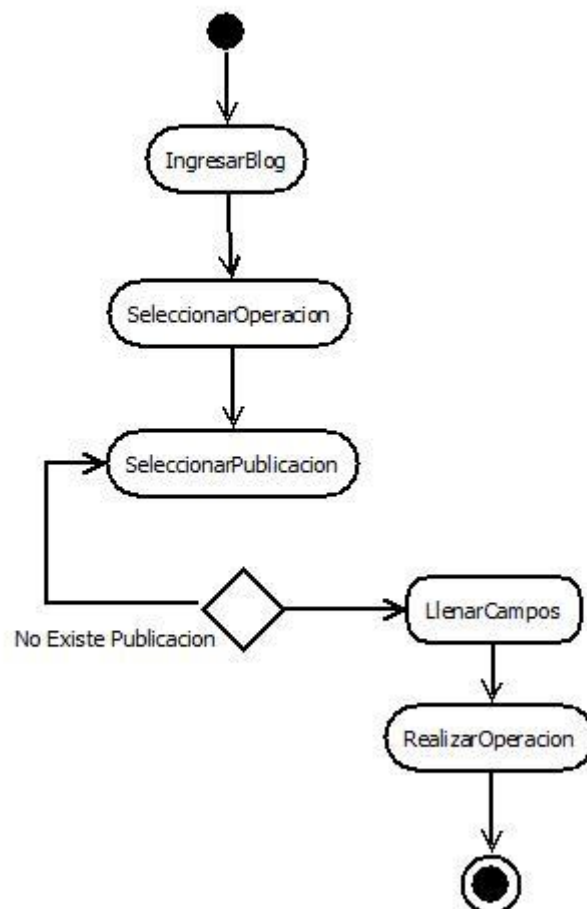 IngresarBlog
SeleccionarOperacion
SeleccionarPublicacion
LlenarCampos
No Existe Publicacion
RealizarOperacion